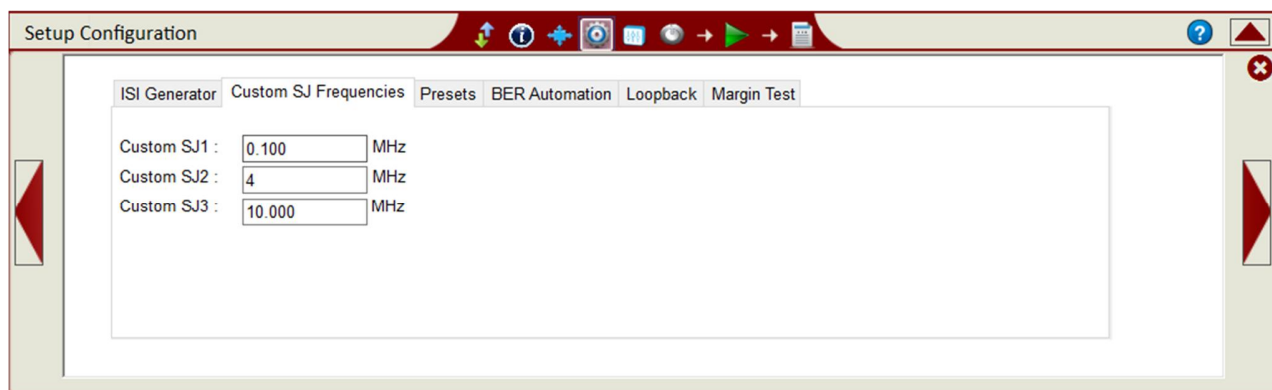 Setup Configuration
ISI Generator Custom SJ Frequencies Presets BER Automation Loopback Margin Test
Custom SJ1 : 0.100 MHz
Custom SJ2 : 4 MHz
Custom SJ3 : 10.000 MHz